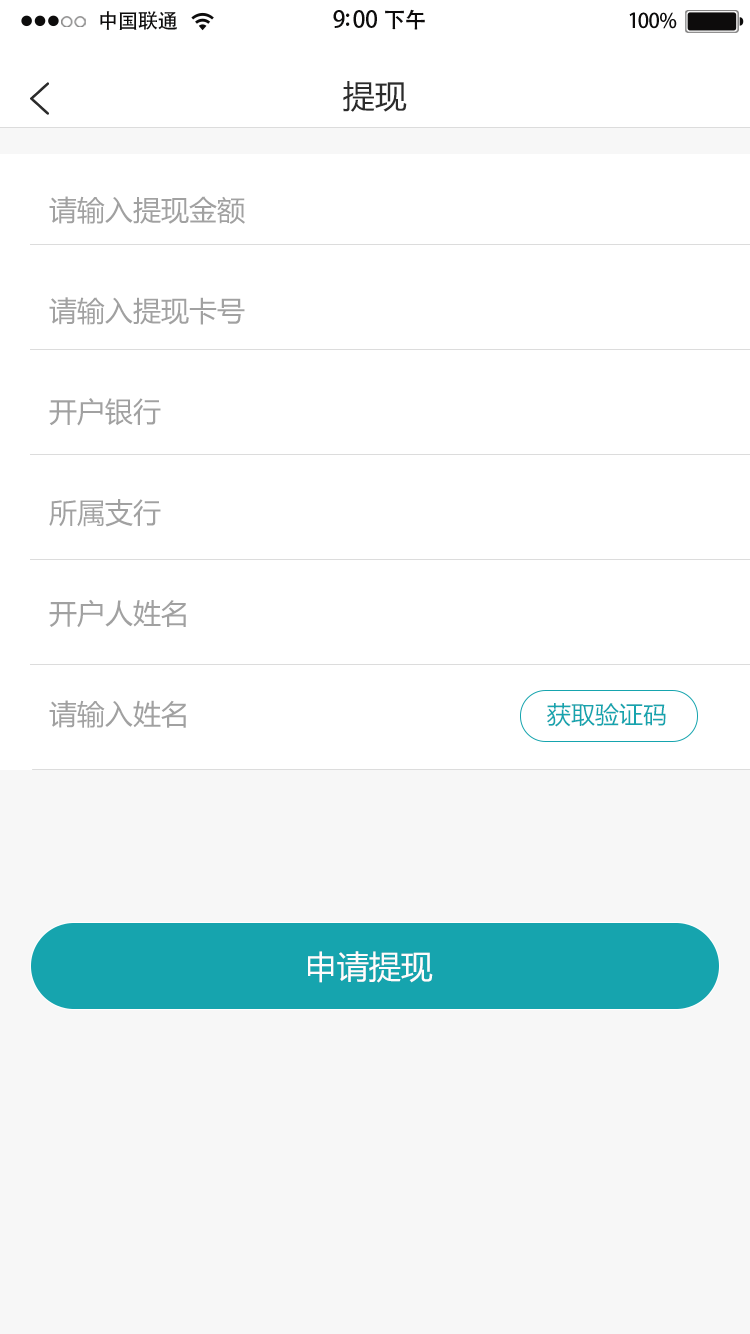 中国联通 9:00 下午 100%
提现
请输入提现金额
请输入提现卡号
开户银行
所属支行
开户人姓名
请输入姓名 获取验证码
申请提现